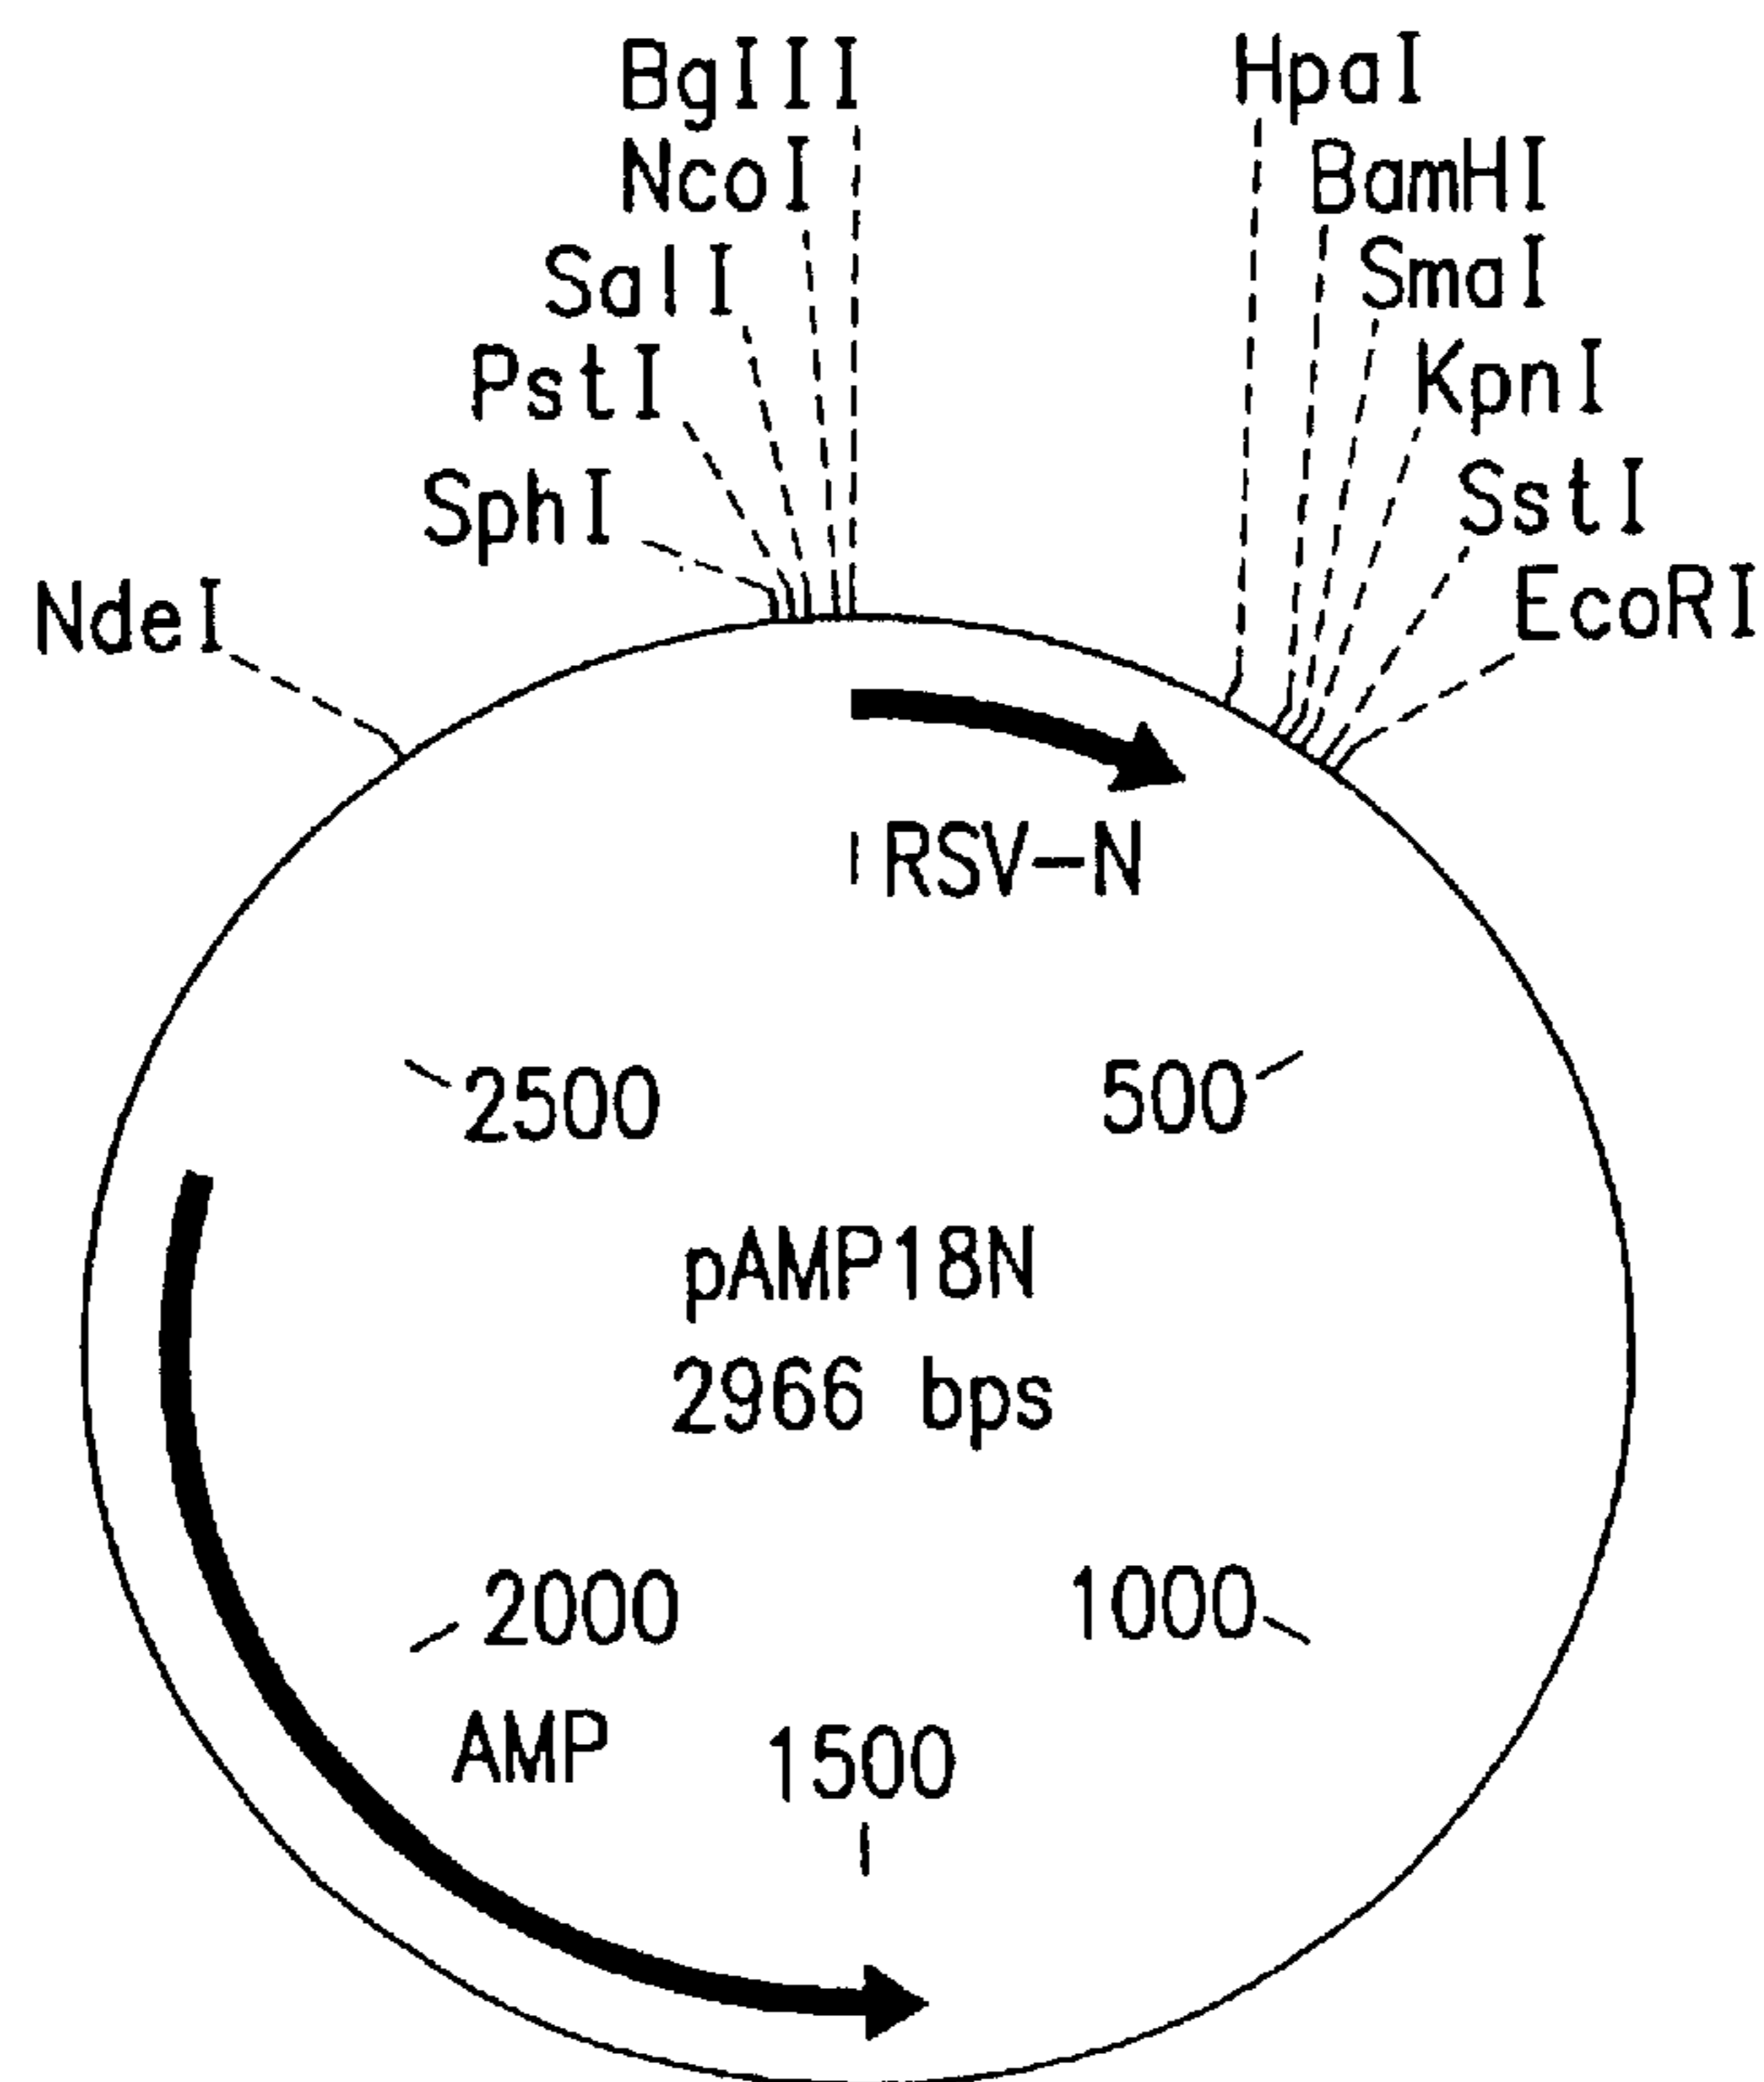 BglII
HpaI
NcoI
BamHI
SalI
SmaI
PstI
KpnI
SphI
SstI
NdeI
EcoRI
RSV-N
2500
500
pAMP18N
2966 bps
2000
1000
AMP
1500